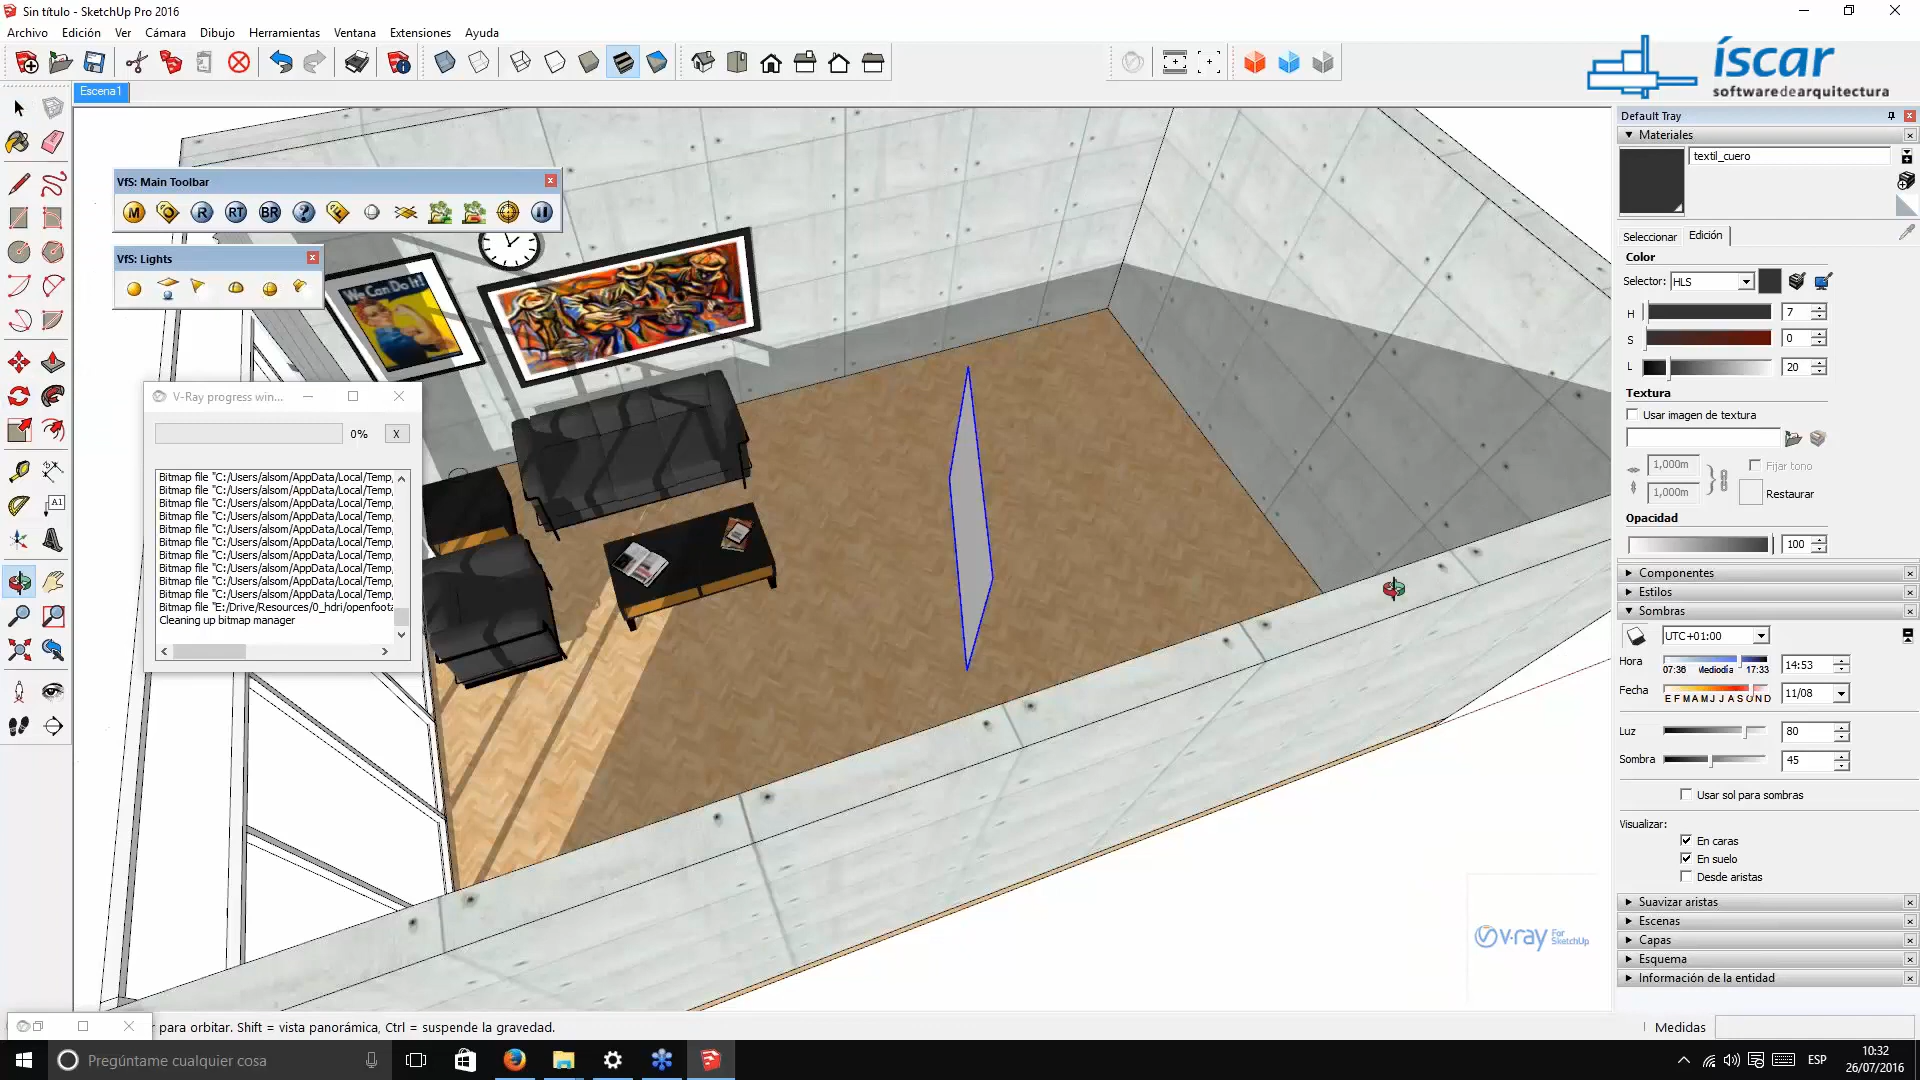 Sin título - SketchUp Pro 2016
Archivo Edición Ver Cámara Dibujo Herramientas Ventana Extensiones Ayuda
íscar
softwaredearquitectura
Escena1
Default Tray
Materiales
textil_cuero
Seleccionar Edición
Color
Selector: HLS
H 7
S 0
L 20
Textura
Usar imagen de textura
1,000m Fijar tono
1,000m Restaurar
Opacidad
100
Componentes
Estilos
Sombras
UTC+01:00
Hora 07:36 Mediodía 17:33 14:53
Fecha E F M A M J J A S O N D 11/08
Luz 80
Sombra 45
Usar sol para sombras
Visualizar:
En caras
En suelo
Desde aristas
Suavizar aristas
Escenas
Capas
Esquema
Información de la entidad
VfS: Main Toolbar
M O R RT BR ? F
VfS: Lights
We Can Do It!
V-Ray progress win...
0% X
Bitmap file "C:/Users/alsom/AppData/Local/Temp,
Bitmap file "C:/Users/alsom/AppData/Local/Temp,
Bitmap file "C:/Users/alsom/AppData/Local/Temp,
Bitmap file "C:/Users/alsom/AppData/Local/Temp,
Bitmap file "C:/Users/alsom/AppData/Local/Temp,
Bitmap file "C:/Users/alsom/AppData/Local/Temp,
Bitmap file "C:/Users/alsom/AppData/Local/Temp,
Bitmap file "C:/Users/alsom/AppData/Local/Temp,
Bitmap file "C:/Users/alsom/AppData/Local/Temp,
Bitmap file "C:/Users/alsom/AppData/Local/Temp,
Bitmap file "E:/Drive/Resources/0_hdri/openfoota
Cleaning up bitmap manager
A1
v·ray For SketchUp
r para orbitar. Shift = vista panorámica, Ctrl = suspende la gravedad.
Medidas
Pregúntame cualquier cosa
ESP
10:32
26/07/2016